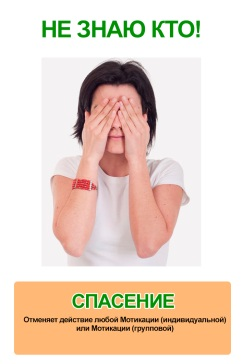 НЕ ЗНАЮ КТО!
СПАСЕНИЕ
Отменяет действие любой Мотикации (индивидуальной)
или Мотикации (групповой)